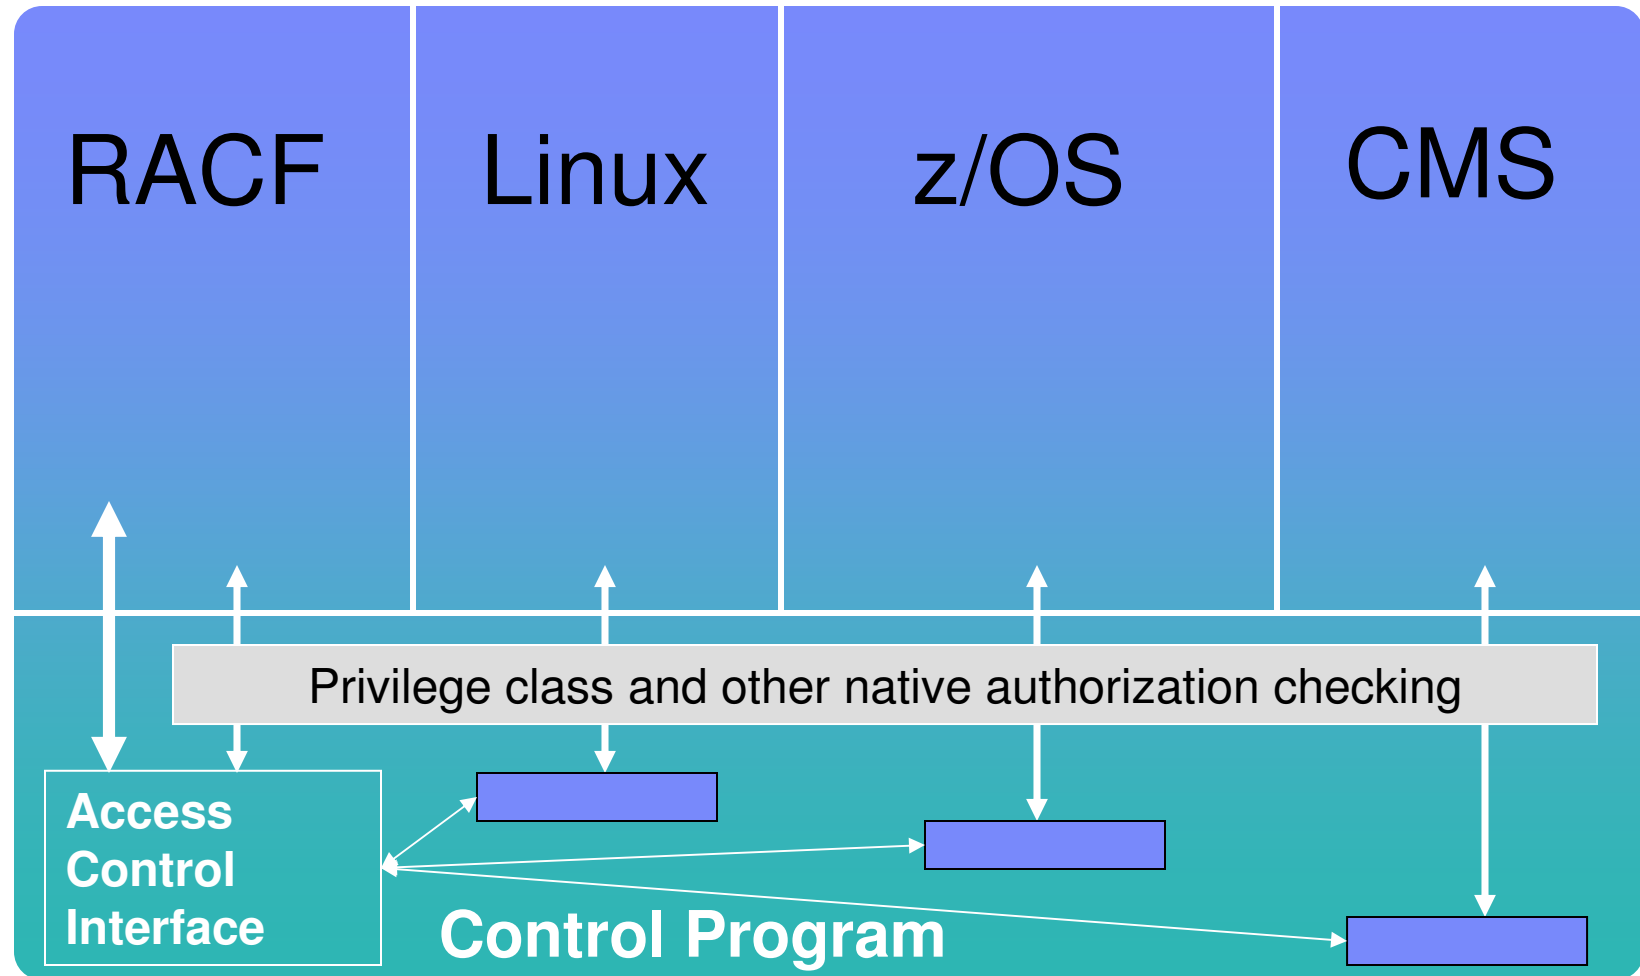 RACF
Linux
z/OS
CMS
Privilege class and other native authorization checking
Access
Control
Interface
Control Program